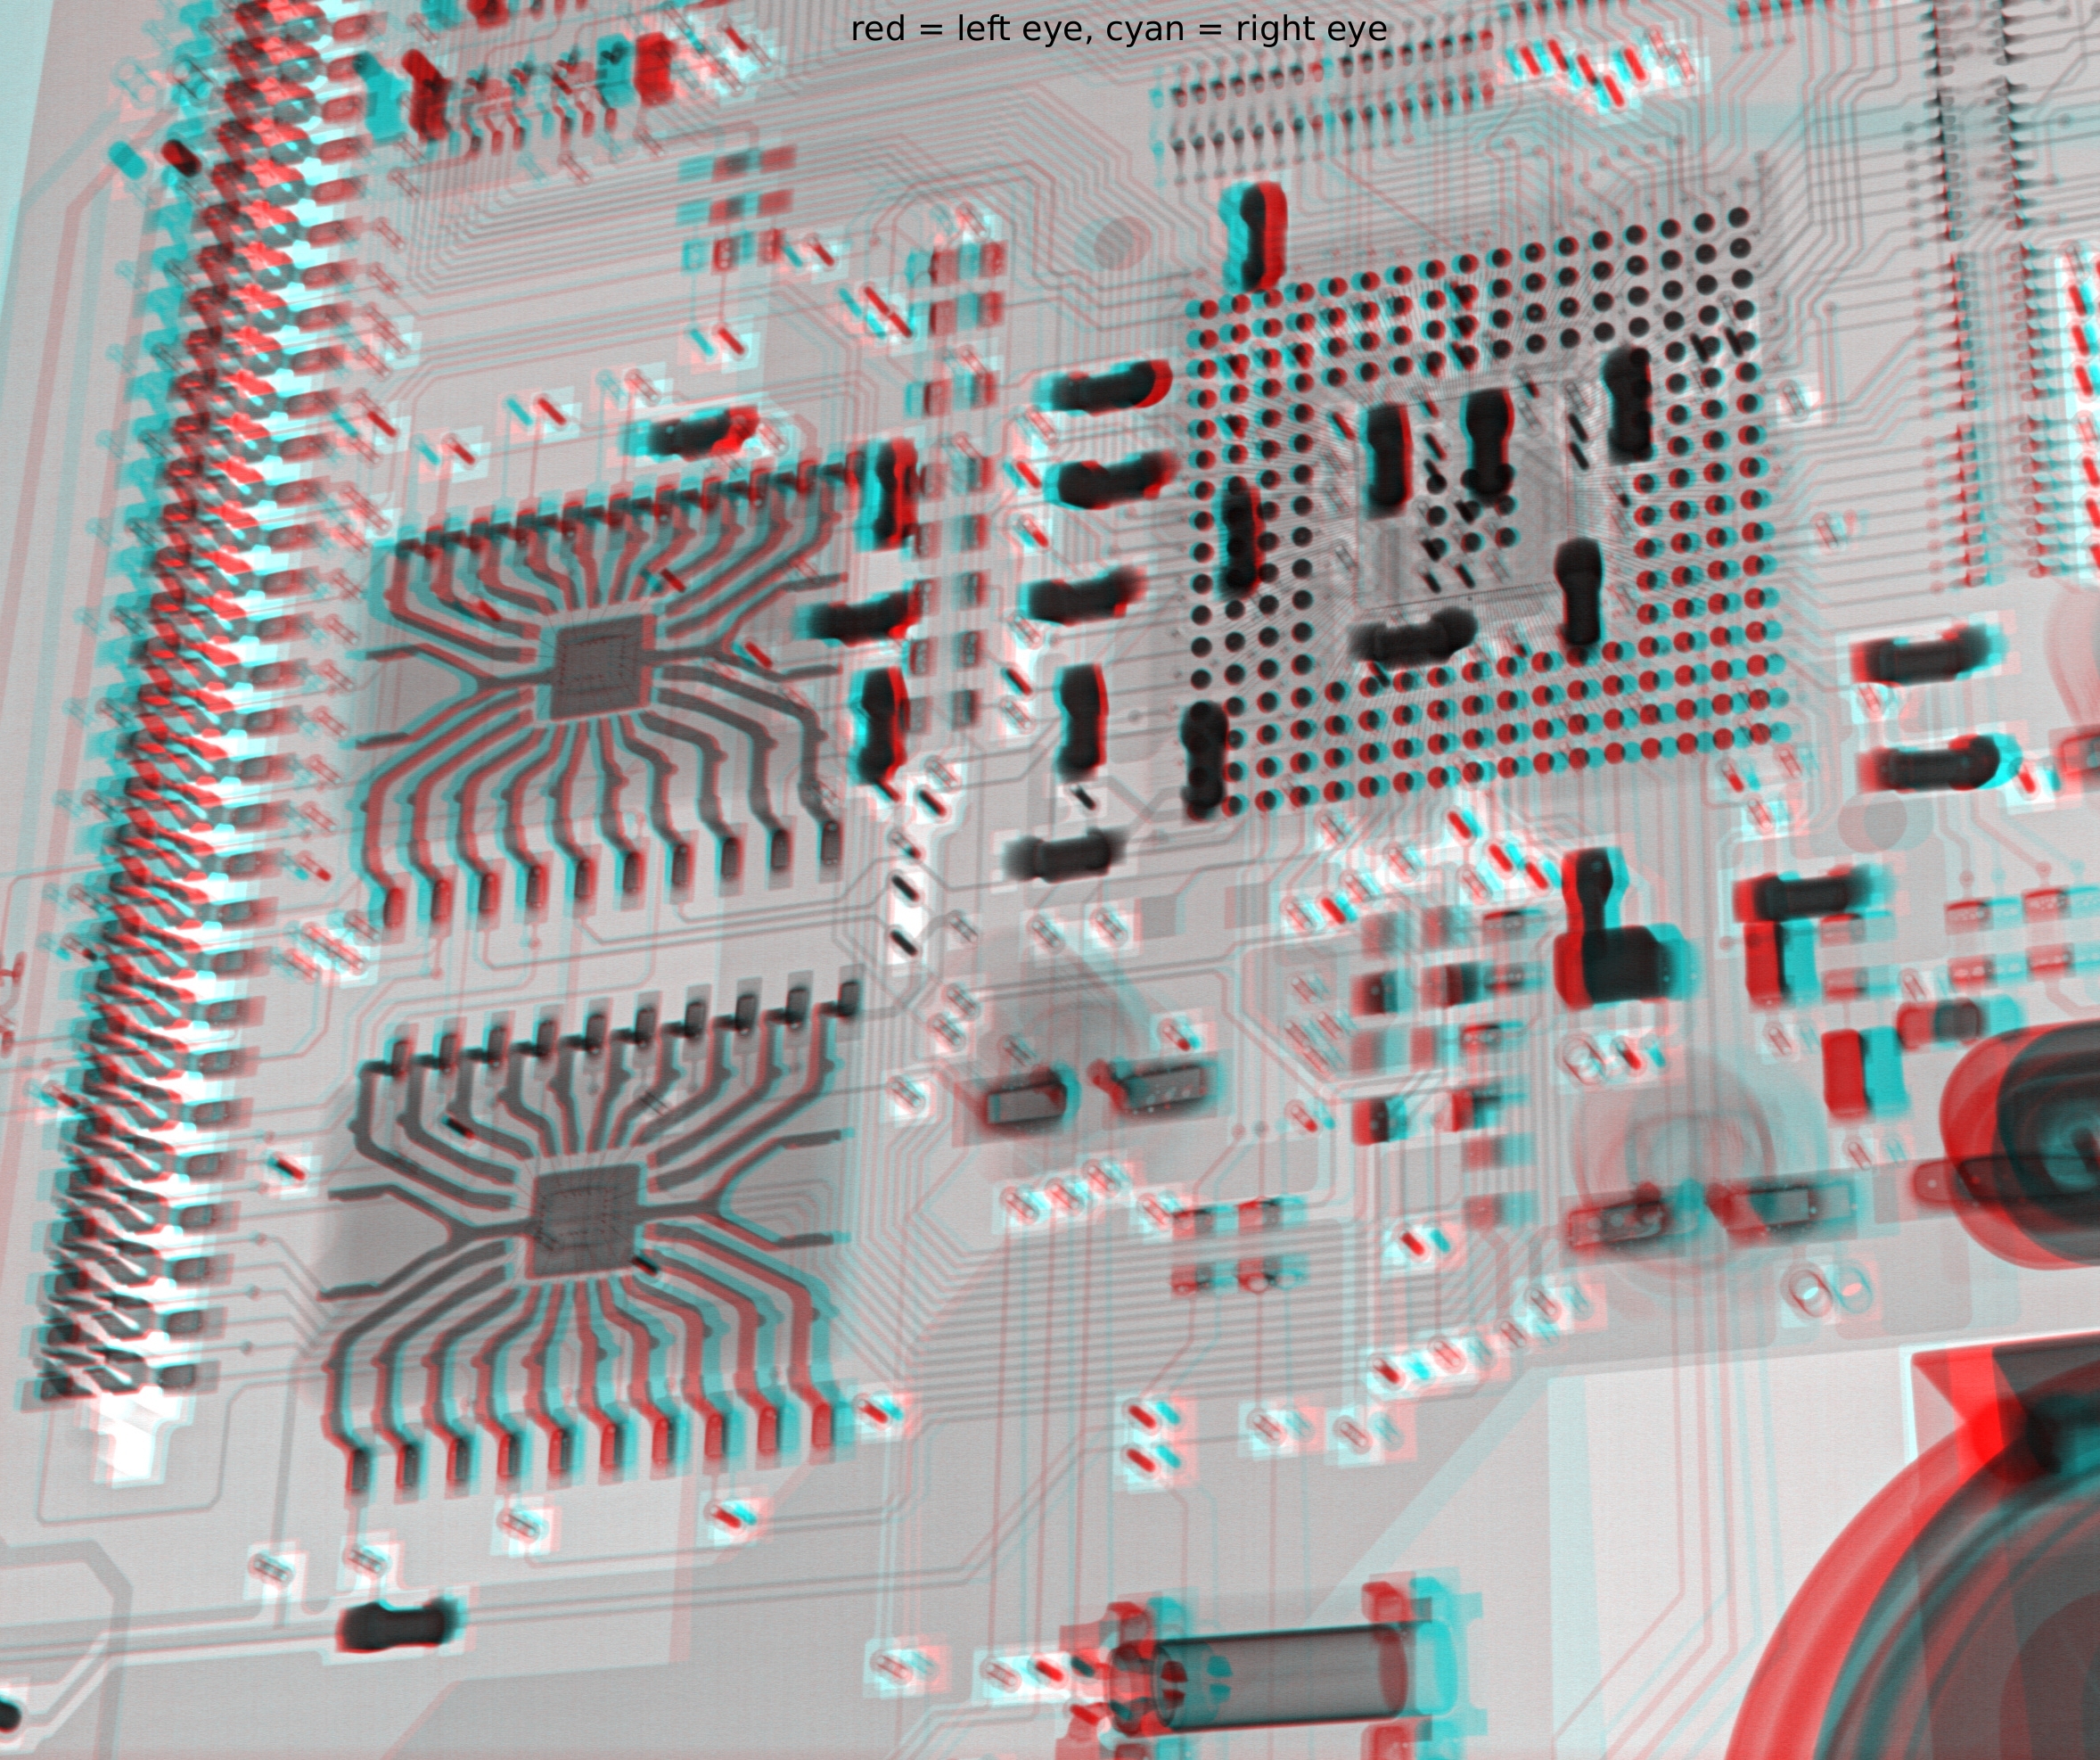 red = left eye, cyan = right eye